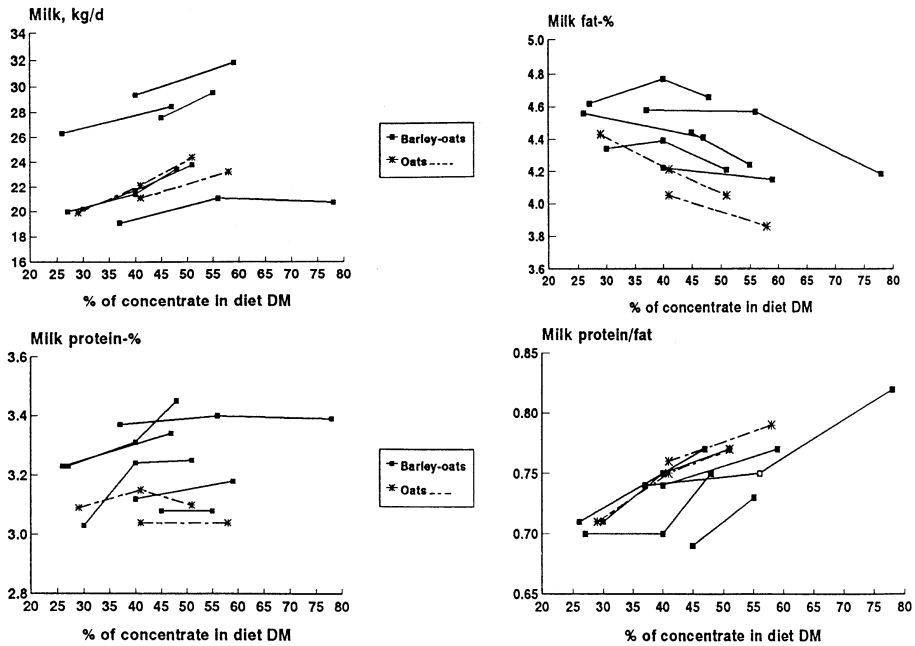 Milk, kg/d
34
32
30
28
26
24
22
20
18
16
20 25 30 35 40 45 50 55 60 65 70 75 80
% of concentrate in diet DM
Milk fat-%
5.0
4.8
4.6
4.4
4.2
4.0
3.8
3.6
20 25 30 35 40 45 50 55 60 65 70 75 80
% of concentrate in diet DM
Barley-oats
Oats
Milk protein-%
3.6
3.4
3.2
3.0
2.8
20 25 30 35 40 45 50 55 60 65 70 75 80
% of concentrate in diet DM
Barley-oats
Oats
Milk protein/fat
0.85
0.80
0.75
0.70
0.65
20 25 30 35 40 45 50 55 60 65 70 75 80
% of concentrate in diet DM